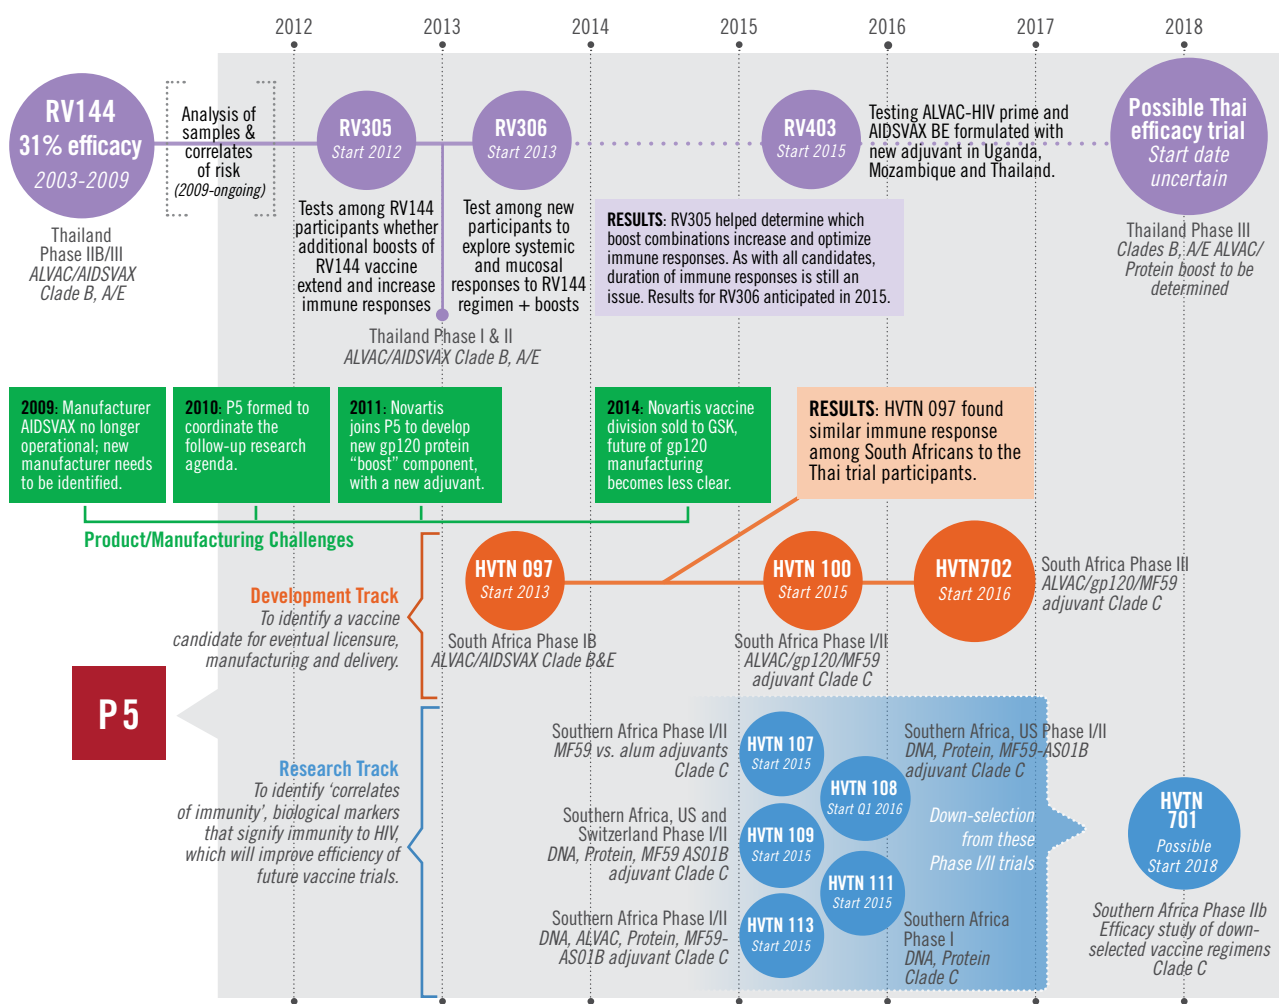 2012
2013
2014
2015
2016
2017
2018
RV144
31% efficacy
2003-2009
Thailand
Phase IIB/III
ALVAC/AIDSVAX
Clade B, A/E
Analysis of
samples &
correlates
of risk
(2009-ongoing)
RV305
Start 2012
Tests among RV144
participants whether
additional boosts of
RV144 vaccine
extend and increase
immune responses
RV306
Start 2013
Test among new
participants to
explore systemic
and mucosal
responses to RV144
regimen + boosts
Thailand Phase I & II
ALVAC/AIDSVAX Clade B, A/E
RV403
Start 2015
Testing ALVAC-HIV prime and
AIDSVAX BE formulated with
new adjuvant in Uganda,
Mozambique and Thailand.
RESULTS: RV305 helped determine which
boost combinations increase and optimize
immune responses. As with all candidates,
duration of immune responses is still an
issue. Results for RV306 anticipated in 2015.
Possible Thai
efficacy trial
Start date
uncertain
Thailand Phase III
Clades B, A/E ALVAC/
Protein boost to be
determined
2009: Manufacturer
AIDSVAX no longer
operational; new
manufacturer needs
to be identified.
2010: P5 formed to
coordinate the
follow-up research
agenda.
2011: Novartis
joins P5 to develop
new gp120 protein
“boost” component,
with a new adjuvant.
2014: Novartis vaccine
division sold to GSK,
future of gp120
manufacturing
becomes less clear.
Product/Manufacturing Challenges
RESULTS: HVTN 097 found
similar immune response
among South Africans to the
Thai trial participants.
P5
Development Track
To identify a vaccine
candidate for eventual licensure,
manufacturing and delivery.
HVTN 097
Start 2013
South Africa Phase IB
ALVAC/AIDSVAX Clade B&E
HVTN 100
Start 2015
South Africa Phase I/II
ALVAC/gp120/MF59
adjuvant Clade C
HVTN702
Start 2016
South Africa Phase III
ALVAC/gp120/MF59
adjuvant Clade C
Research Track
To identify ‘correlates
of immunity’, biological markers
that signify immunity to HIV,
which will improve efficiency of
future vaccine trials.
Southern Africa Phase I/II
MF59 vs. alum adjuvants
Clade C
HVTN 107
Start 2015
Southern Africa, US Phase I/II
DNA, Protein, MF59-AS01B
adjuvant Clade C
HVTN 108
Start Q1 2016
Southern Africa, US and
Switzerland Phase I/II
DNA, Protein, MF59 AS01B
adjuvant Clade C
HVTN 109
Start 2015
HVTN 111
Start 2015
Southern Africa
Phase I
DNA, Protein
Clade C
Southern Africa Phase I/II
DNA, ALVAC, Protein, MF59-
AS01B adjuvant Clade C
HVTN 113
Start 2015
Down-selection
from these
Phase I/II trials
HVTN
701
Possible
Start 2018
Southern Africa Phase IIb
Efficacy study of down-
selected vaccine regimens
Clade C